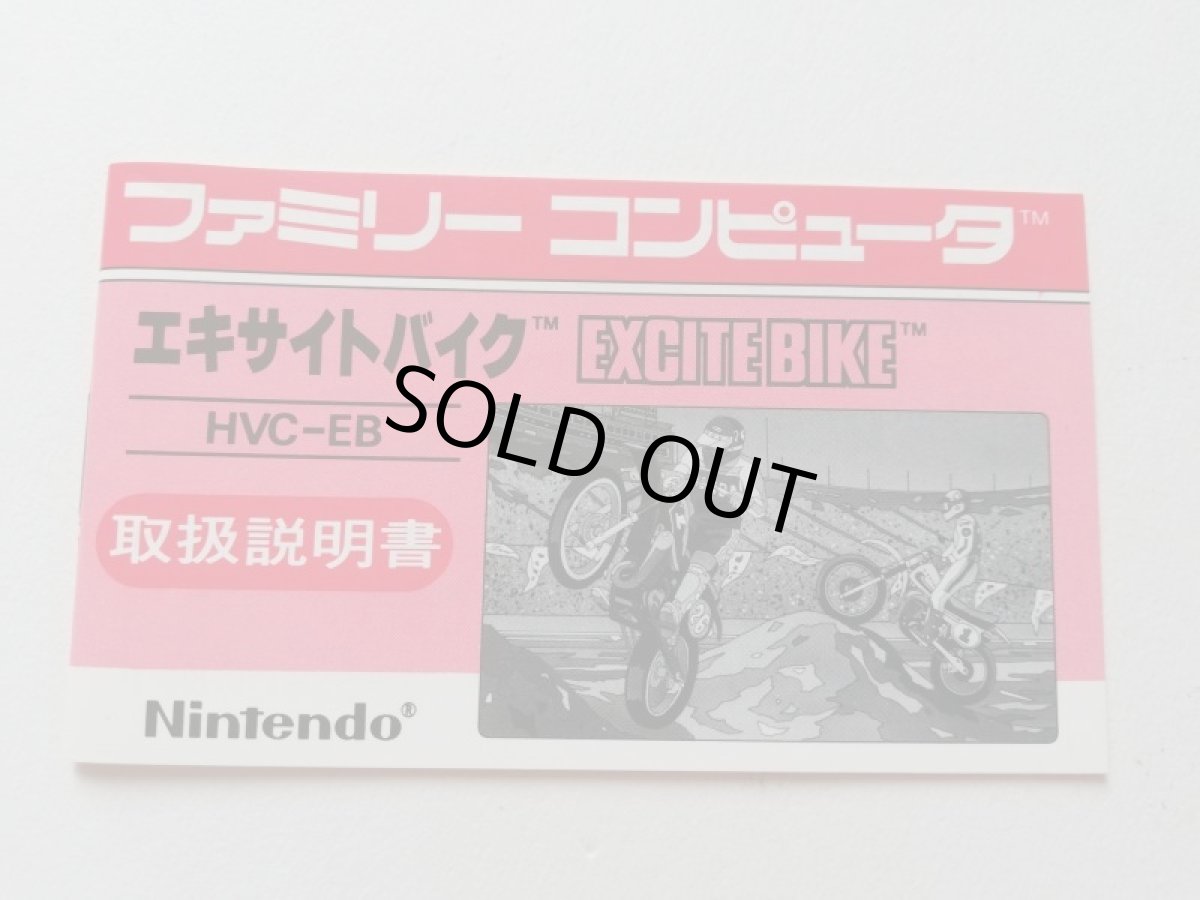 ファミリー コンピュータ™
エキサイトバイク™ EXCITEBIKE™
HVC-EB
SOLD OUT
取扱説明書
Nintendo®